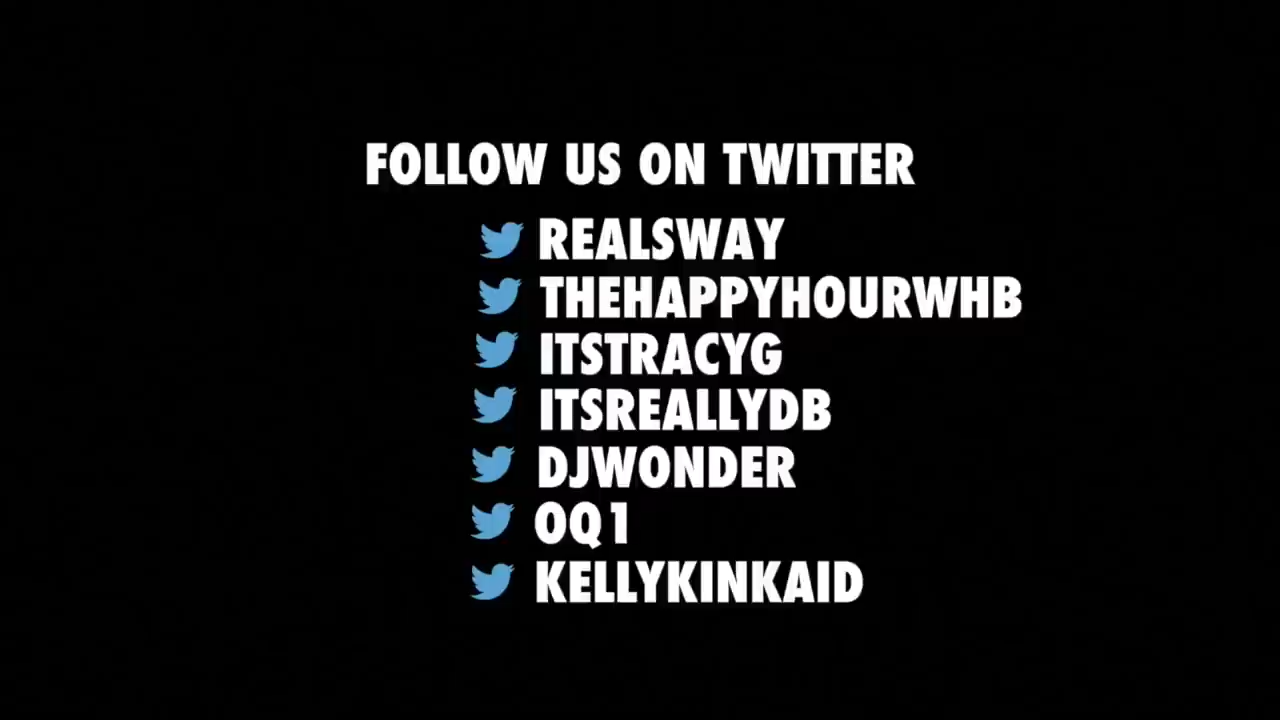 FOLLOW US ON TWITTER
REALSWAY
THEHAPPYHOURWHB
ITSTRACYG
ITSREALLYDB
DJWONDER
OQ1
KELLYKINKAID